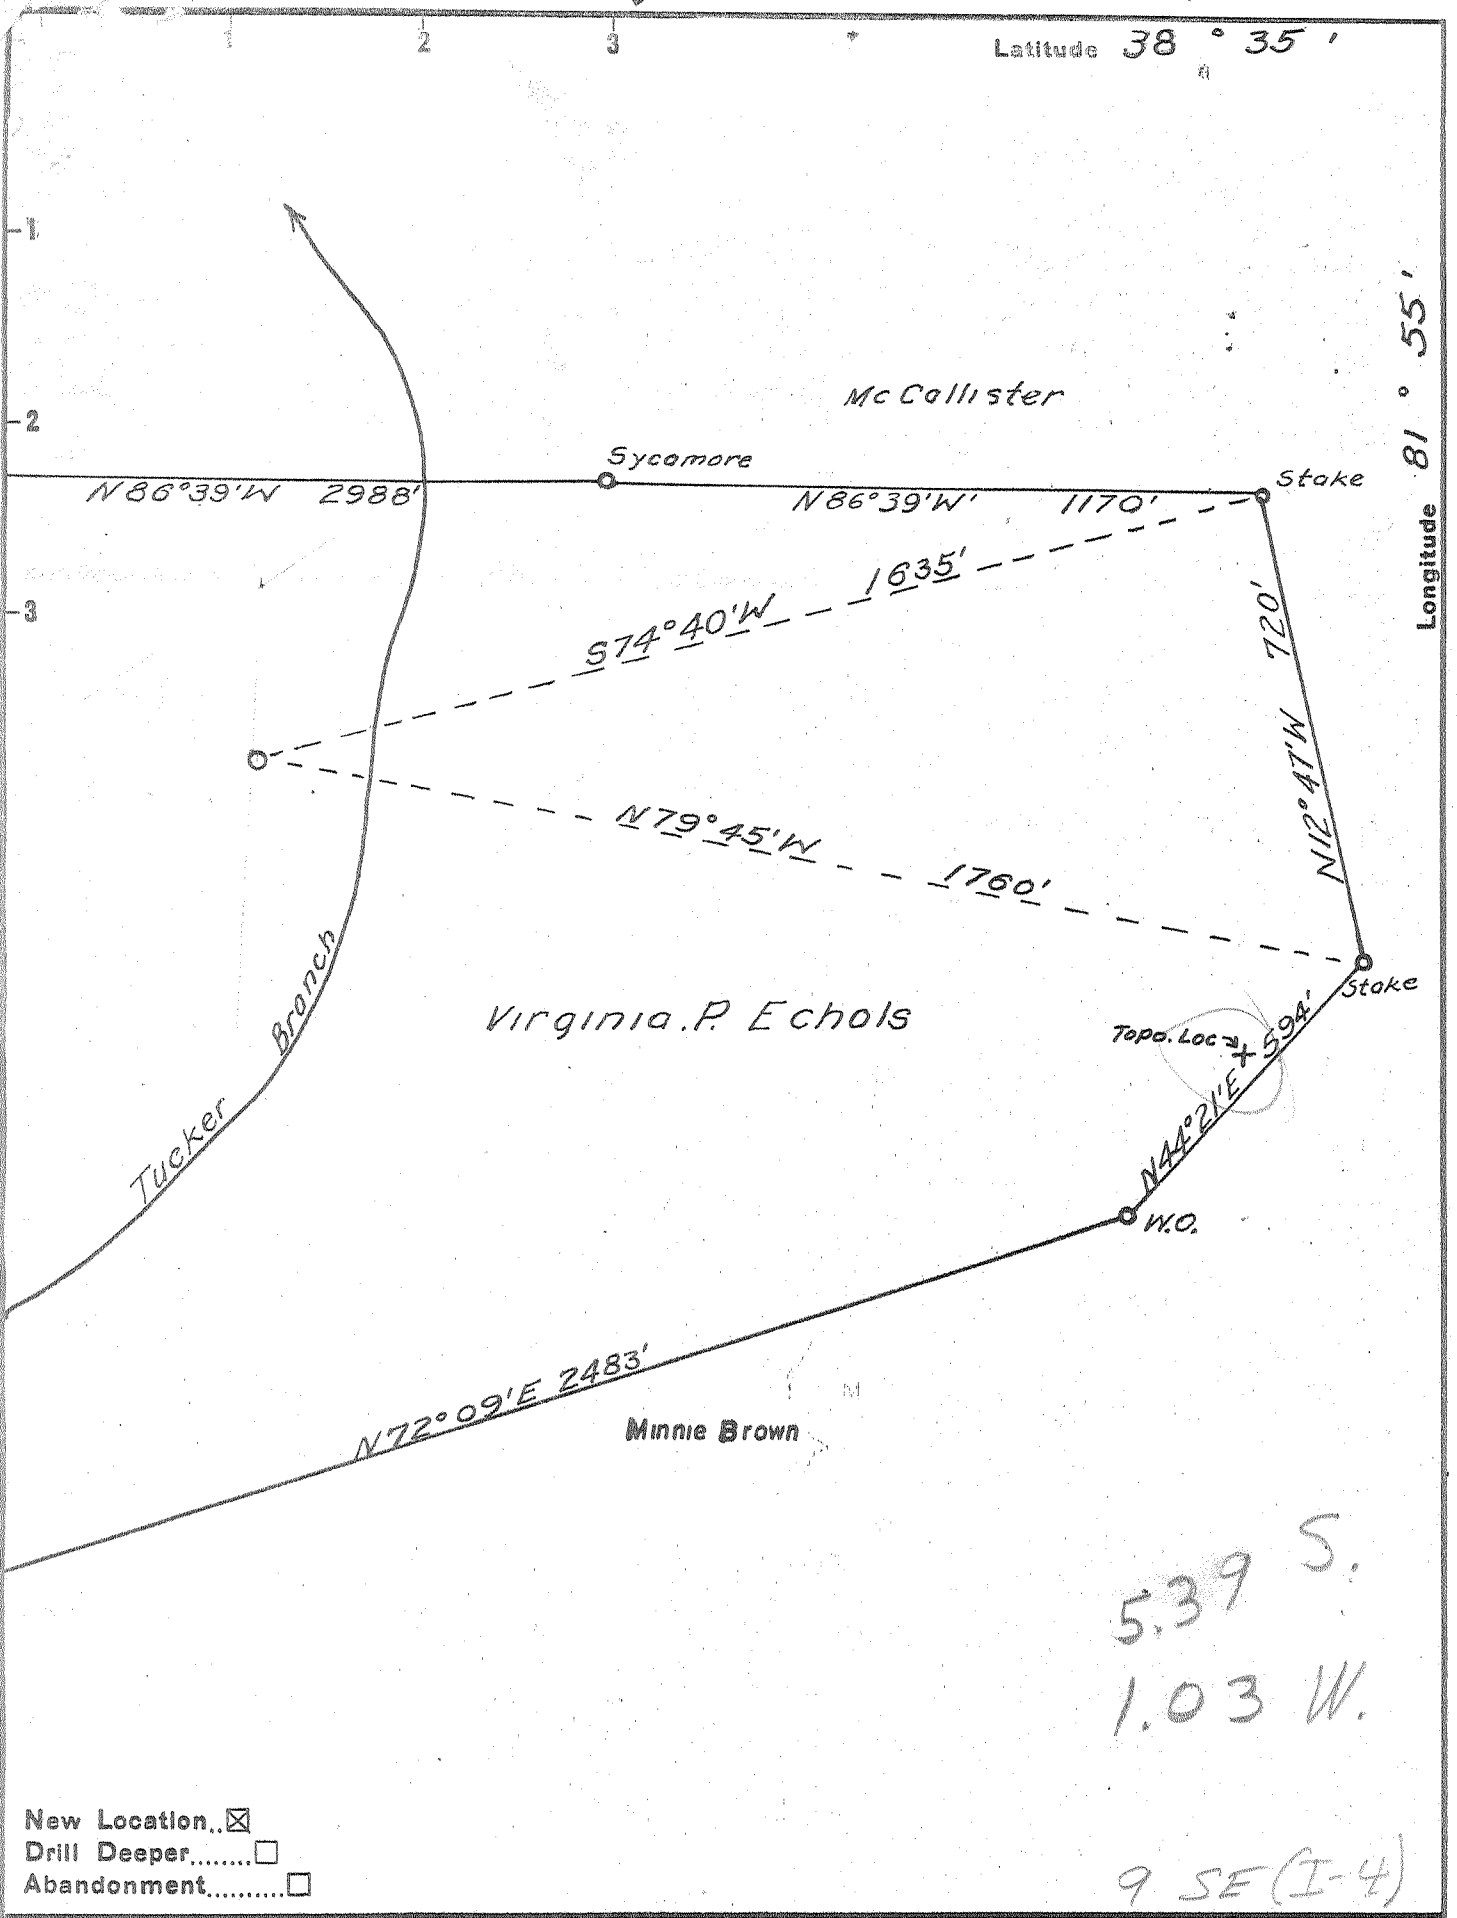 1 2 3
Latitude 38 ° 35 '
-1
-2
-3
Longitude 81 ° 55 '
McCallister
Sycamore
Stake
N86°39'W 2988'
N86°39'W' 1170'
1635'
S74°40'W
720'
N12°47'W
N79°45'W
1760'
Stake
Virginia.P. Echols
Topo. Loc
594'
N44°21'E
Tucker Branch
W.O.
N72°09'E 2483'
Minnie Brown
5.39 S.
1.03 W.
New Location..☒
Drill Deeper........☐
Abandonment..........☐
9 SE (I-4)